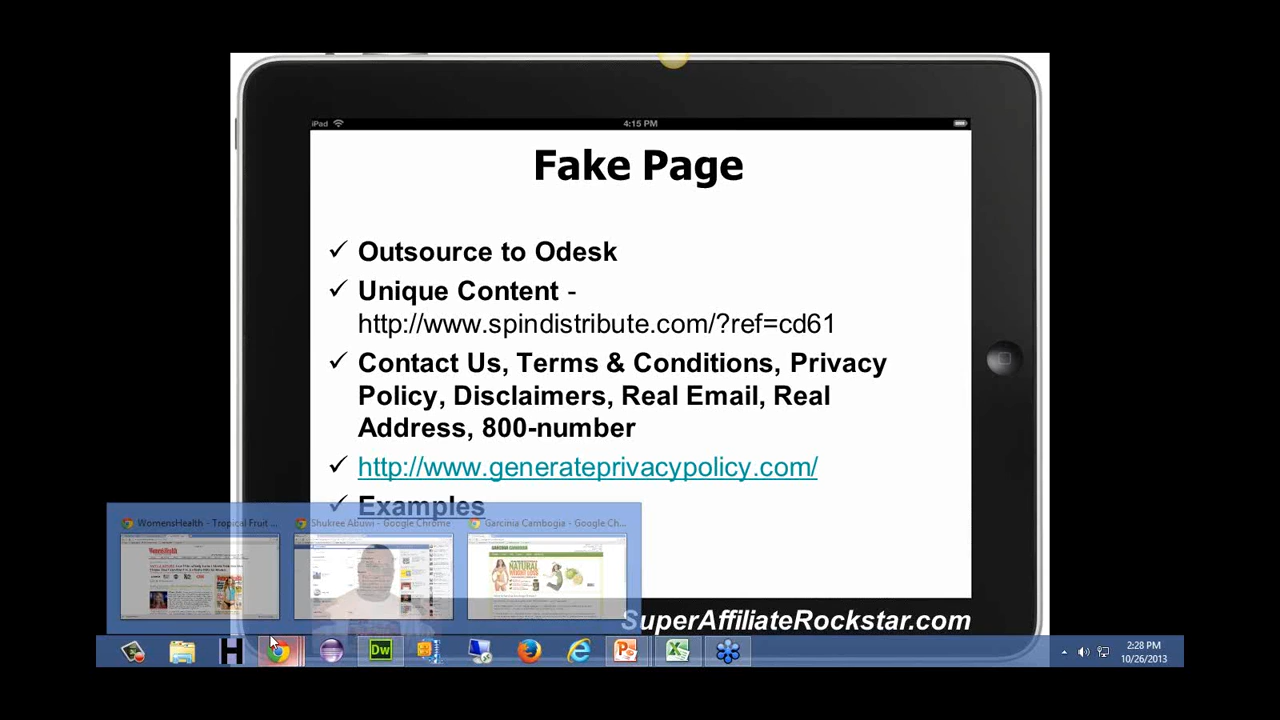 iPad
4:15 PM
Fake Page
✓ Outsource to Odesk
✓ Unique Content -
http://www.spindistribute.com/?ref=cd61
✓ Contact Us, Terms & Conditions, Privacy
Policy, Disclaimers, Real Email, Real
Address, 800-number
✓ http://www.generateprivacypolicy.com/
✓ Examples
WomensHealth - Tropical Fruit ...
Shukree Abuwi - Google Chrome
Garcinia Cambogia - Google Ch...
NATURAL
SuperAffiliateRockstar.com
H
Dw
2:28 PM
10/26/2013